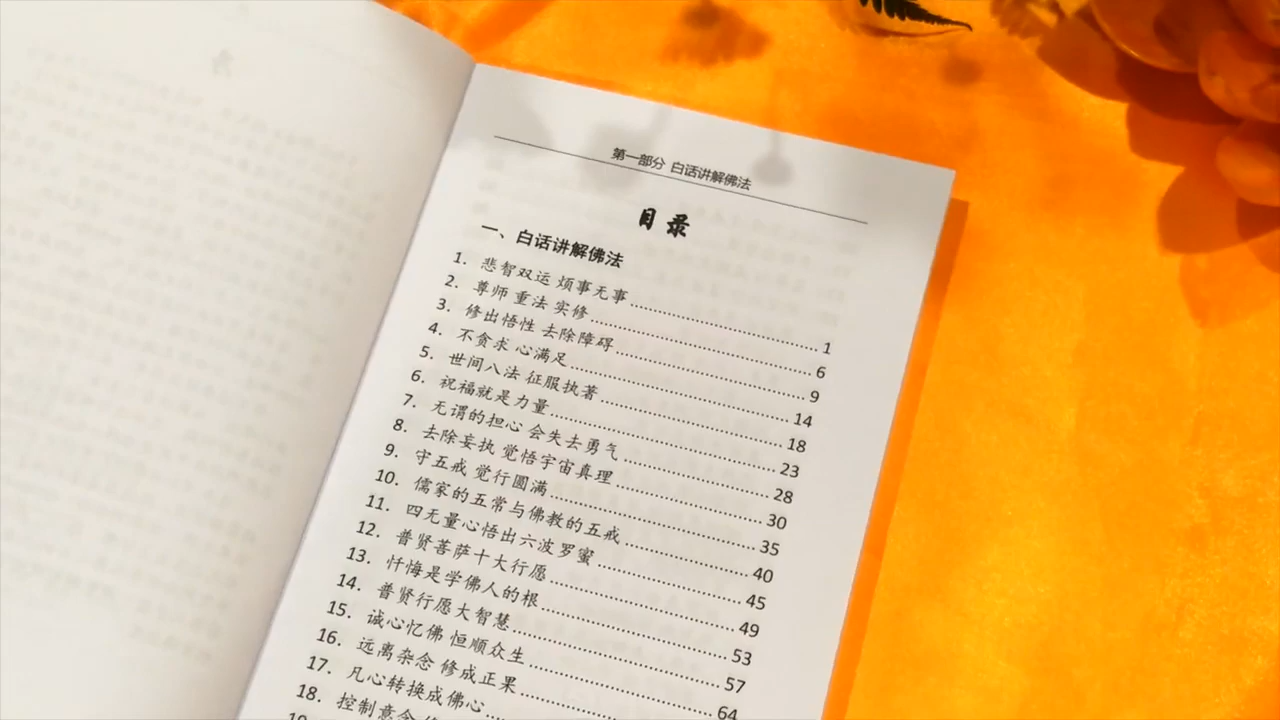 第一部分 白话讲解佛法
目录
一、白话讲解佛法
1. 悲智双运 烦事无事........................1
2. 尊师 重法 实修........................6
3. 修出悟性 去除障碍........................9
4. 不贪求 心满足........................14
5. 世间八法 征服执著........................18
6. 祝福就是力量........................23
7. 无谓的担心 会失去勇气........................28
8. 去除妄执 觉悟宇宙真理........................30
9. 守五戒 觉行圆满........................35
10. 儒家的五常与佛教的五戒........................40
11. 四无量心悟出六波罗蜜........................45
12. 普贤菩萨十大行愿........................49
13. 忏悔是学佛人的根........................53
14. 普贤行愿大智慧........................57
15. 诚心忆佛 恒顺众生........................64
16. 远离杂念 修成正果........................
17. 凡心转换成佛心...
18. 控制意念